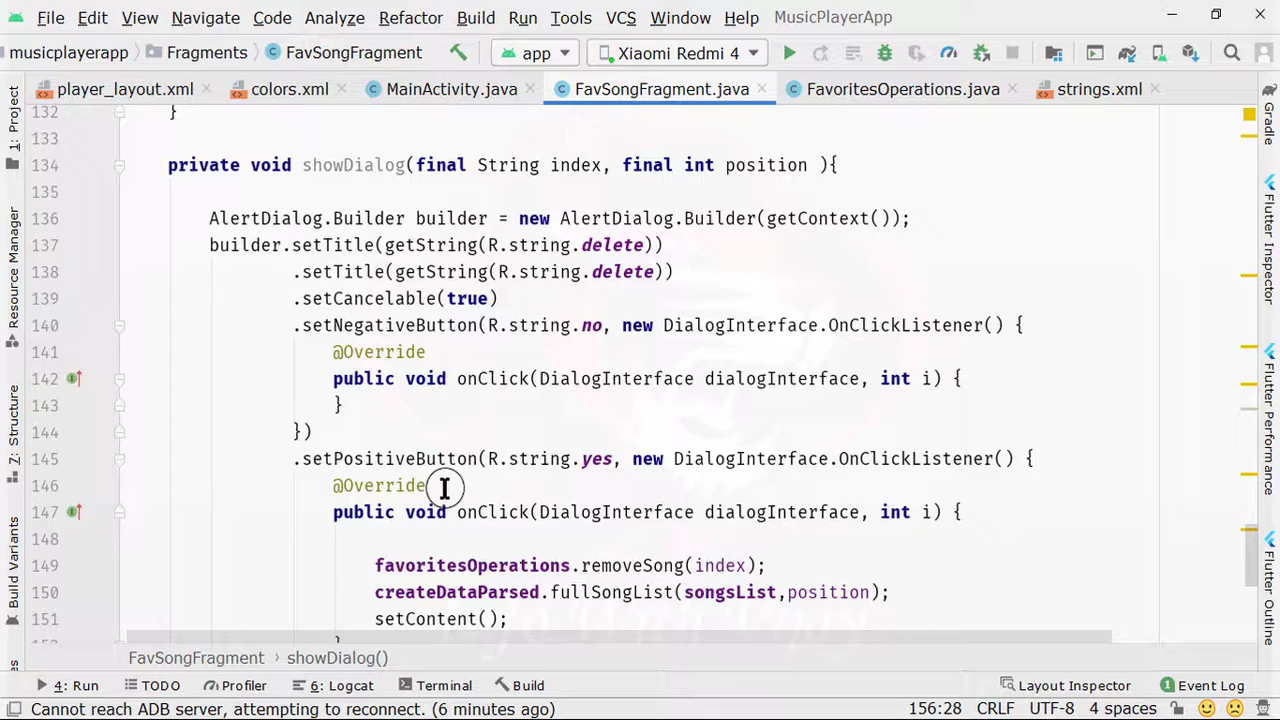 File Edit View Navigate Code Analyze Refactor Build Run Tools VCS Window Help MusicPlayerApp
musicplayerapp Fragments FavSongFragment app Xiaomi Redmi 4
player_layout.xml colors.xml MainActivity.java FavSongFragment.java FavoritesOperations.java strings.xml
132 }
133
134 private void showDialog(final String index, final int position ){
135
136 AlertDialog.Builder builder = new AlertDialog.Builder(getContext());
137 builder.setTitle(getString(R.string.delete))
138 .setTitle(getString(R.string.delete))
139 .setCancelable(true)
140 .setNegativeButton(R.string.no, new DialogInterface.OnClickListener() {
141 @Override
142 public void onClick(DialogInterface dialogInterface, int i) {
143 }
144 })
145 .setPositiveButton(R.string.yes, new DialogInterface.OnClickListener() {
146 @Override
147 public void onClick(DialogInterface dialogInterface, int i) {
148
149 favoritesOperations.removeSong(index);
150 createDataParsed.fullSongList(songsList,position);
151 setContent();
FavSongFragment showDialog()
4: Run TODO Profiler 6: Logcat Terminal Build Layout Inspector Event Log
Cannot reach ADB server, attempting to reconnect. (6 minutes ago) 156:28 CRLF UTF-8 4 spaces
1: Project
Resource Manager
Z: Structure
Build Variants
Gradle
Flutter Inspector
Flutter Performance
Flutter Outline